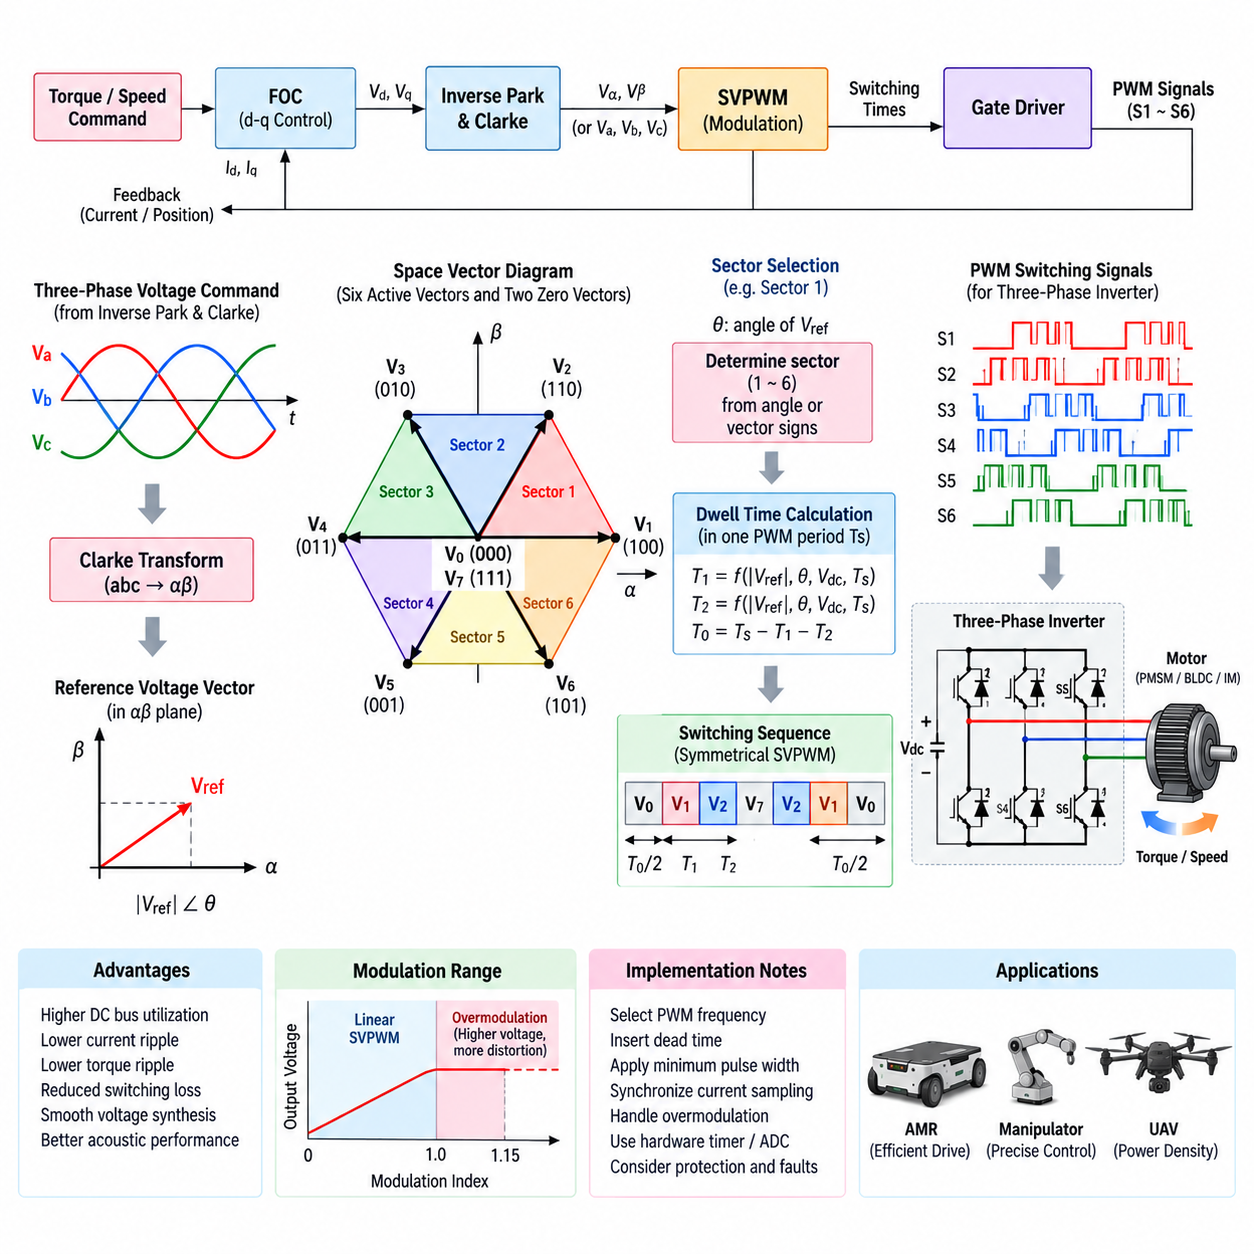 Torque / Speed
Command
FOC
(d-q Control)
Vd, Vq
Inverse Park
& Clarke
Vα, Vβ
(or Va, Vb, Vc)
SVPWM
(Modulation)
Switching
Times
Gate Driver
PWM Signals
(S1 ~ S6)
Id, Iq
Feedback
(Current / Position)
Three-Phase Voltage Command
(from Inverse Park & Clarke)
Va
Vb
Vc
t
Clarke Transform
(abc → αβ)
Reference Voltage Vector
(in αβ plane)
β
Vref
α
|Vref| ∠ θ
Space Vector Diagram
(Six Active Vectors and Two Zero Vectors)
β
V3
(010)
V2
(110)
Sector 2
Sector 3
Sector 1
V4
(011)
V1
(100)
V0 (000)
V7 (111)
α
Sector 4
Sector 6
Sector 5
V5
(001)
V6
(101)
Sector Selection
(e.g. Sector 1)
θ: angle of Vref
Determine sector
(1 ~ 6)
from angle or
vector signs
Dwell Time Calculation
(in one PWM period Ts)
T1 = f(|Vref|, θ, Vdc, Ts)
T2 = f(|Vref|, θ, Vdc, Ts)
T0 = Ts − T1 − T2
Switching Sequence
(Symmetrical SVPWM)
V0 V1 V2 V7 V2 V1 V0
T0/2 T1 T2 T0/2
PWM Switching Signals
(for Three-Phase Inverter)
S1
S2
S3
S4
S5
S6
Three-Phase Inverter
S5
+
Vdc
−
S4
S6
Motor
(PMSM / BLDC / IM)
Torque / Speed
Advantages
Higher DC bus utilization
Lower current ripple
Lower torque ripple
Reduced switching loss
Smooth voltage synthesis
Better acoustic performance
Modulation Range
Output Voltage
Linear
SVPWM
Overmodulation
(Higher voltage,
more distortion)
0 1.0 1.15
Modulation Index
Implementation Notes
Select PWM frequency
Insert dead time
Apply minimum pulse width
Synchronize current sampling
Handle overmodulation
Use hardware timer / ADC
Consider protection and faults
Applications
AMR
(Efficient Drive)
Manipulator
(Precise Control)
UAV
(Power Density)